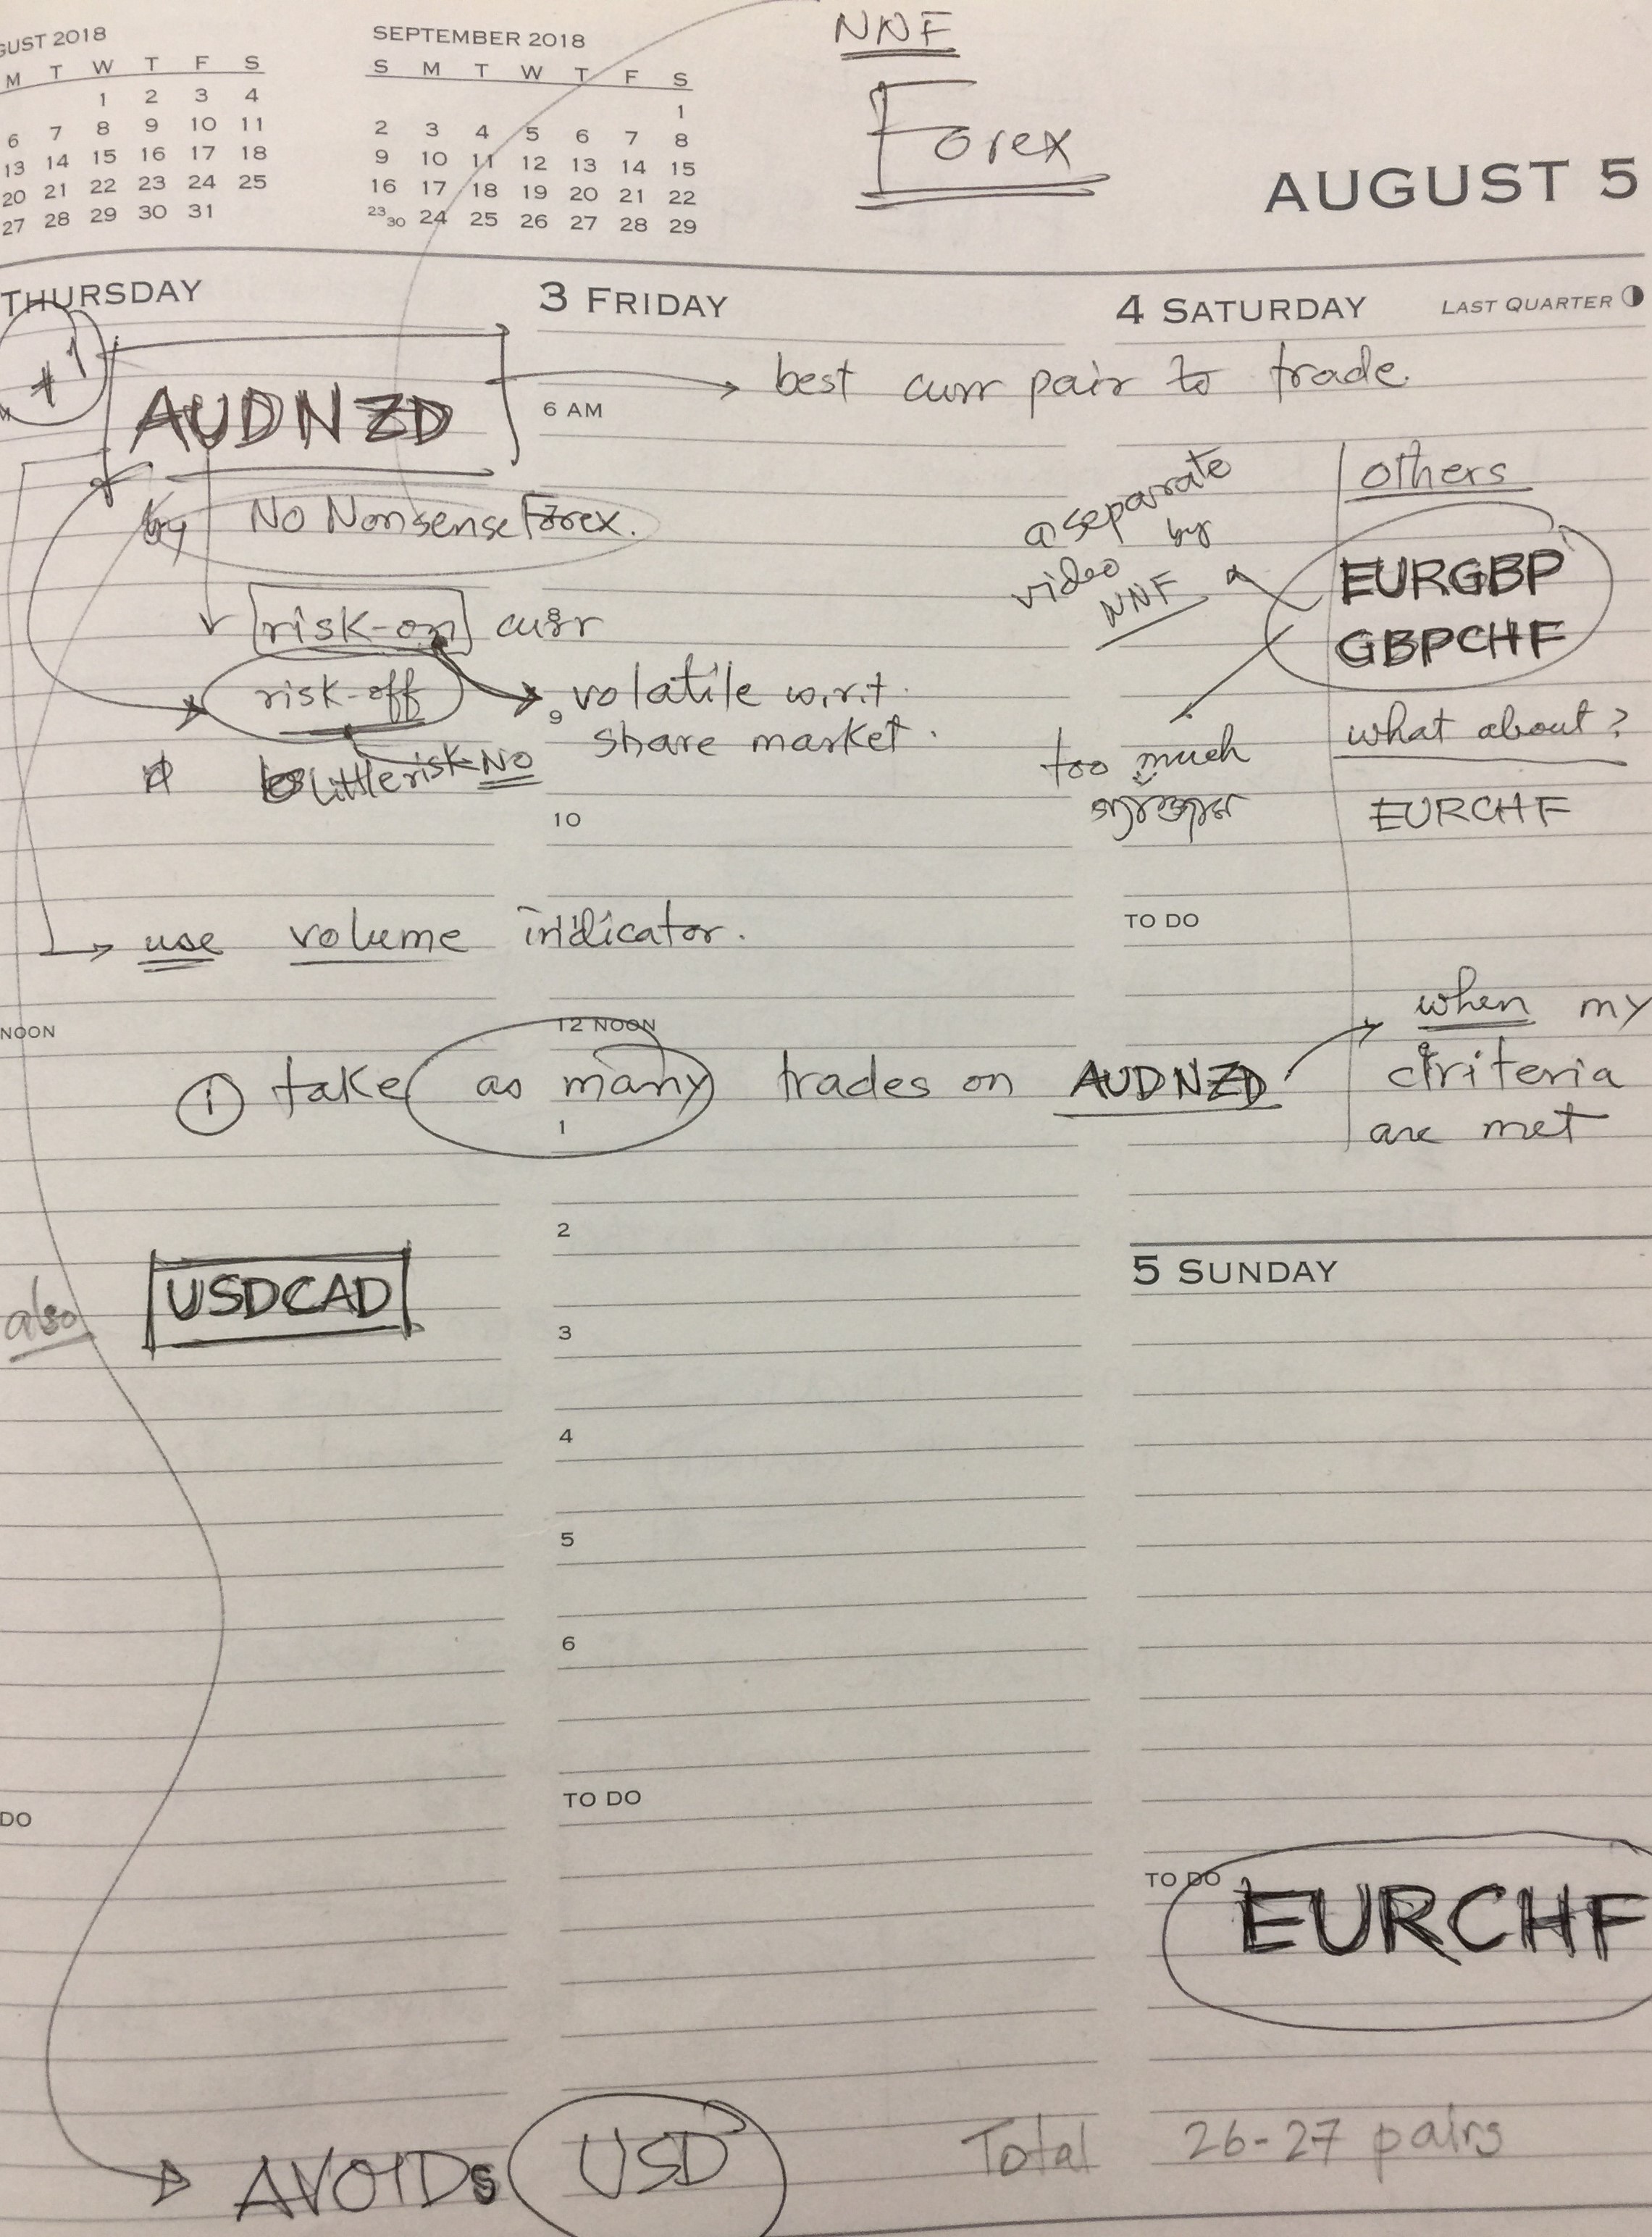 NNF
Forex
GUST 2018
M T W T F S
1 2 3 4
6 7 8 9 10 11
13 14 15 16 17 18
20 21 22 23 24 25
27 28 29 30 31
SEPTEMBER 2018
S M T W T F S
1
2 3 4 5 6 7 8
9 10 11 12 13 14 15
16 17 18 19 20 21 22
23 30 24 25 26 27 28 29
AUGUST 5
THURSDAY
3 FRIDAY
4 SATURDAY
LAST QUARTER
AUDNZD
best curr pair to trade
6 AM
by No Nonsense Forex.
risk-on curr
risk-off
volatile w.r.t.
9
share market.
little risk NO
10
a separate
video by
NNF
others
EURGBP
GBPCHF
too much
what about?
EURCHF
use volume indicator.
TO DO
NOON
12 NOON
1 take as many trades on AUDNZD
when my
criteria
are met
1
2
also
USDCAD
5 SUNDAY
3
4
5
6
DO
TO DO
TO DO
EURCHF
AVOIDs USD
Total 26-27 pairs